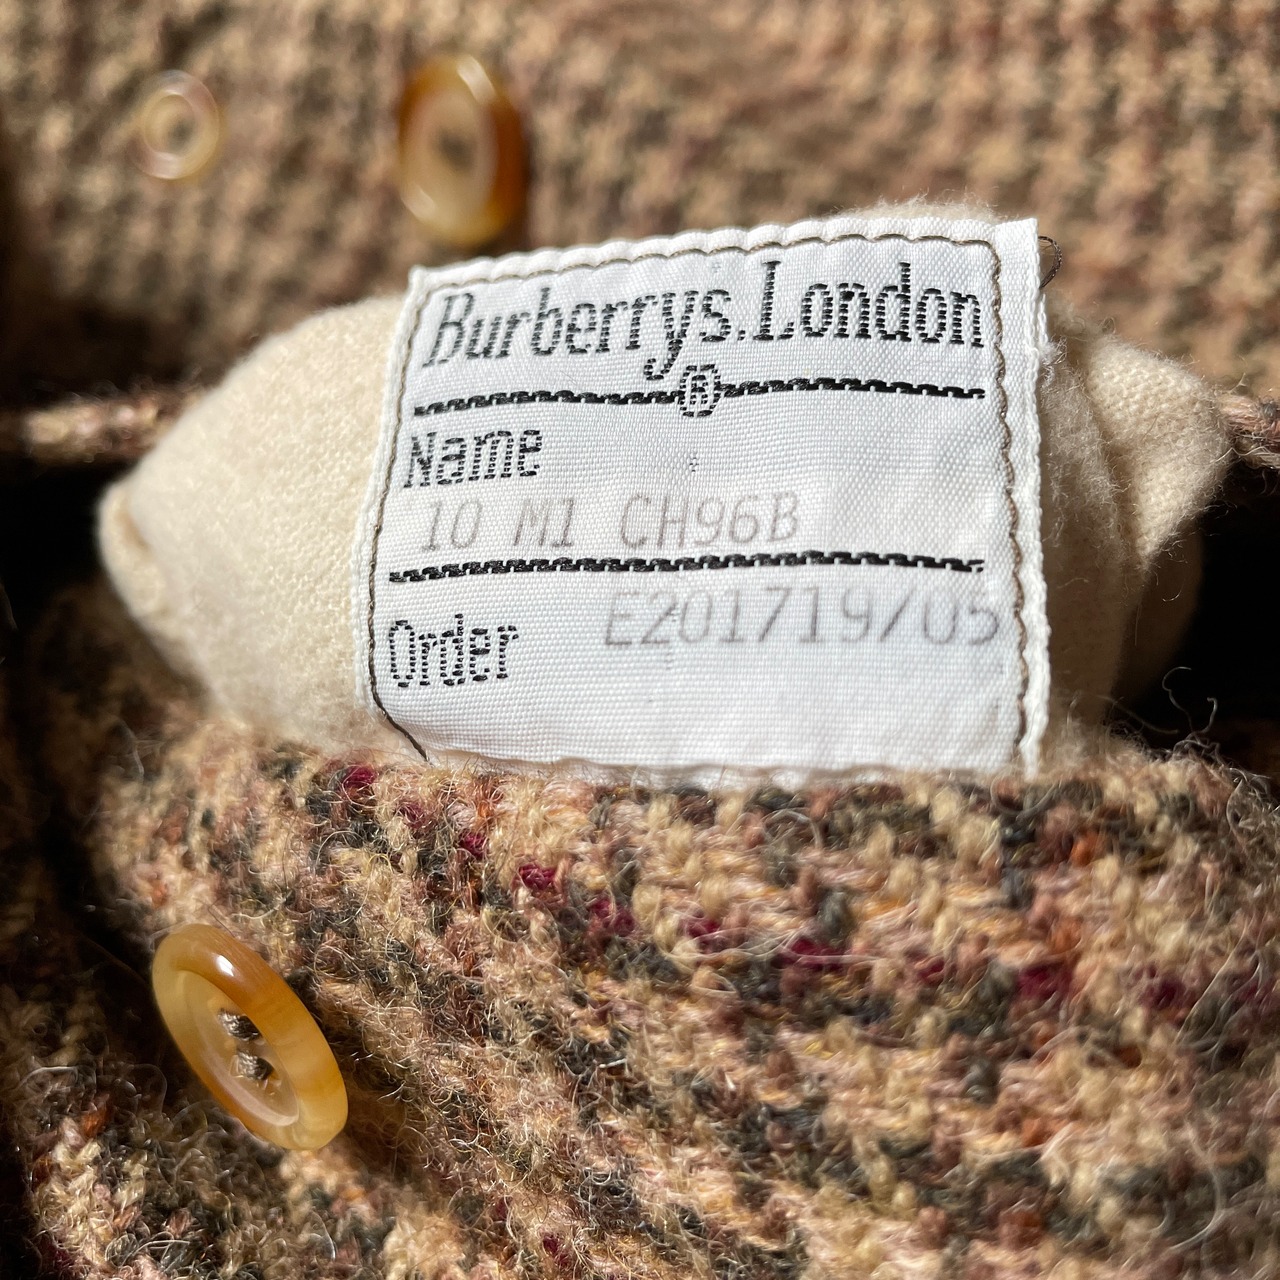 Burberrys.London
®
Name
10 M1 CH96B
Order E201719/05